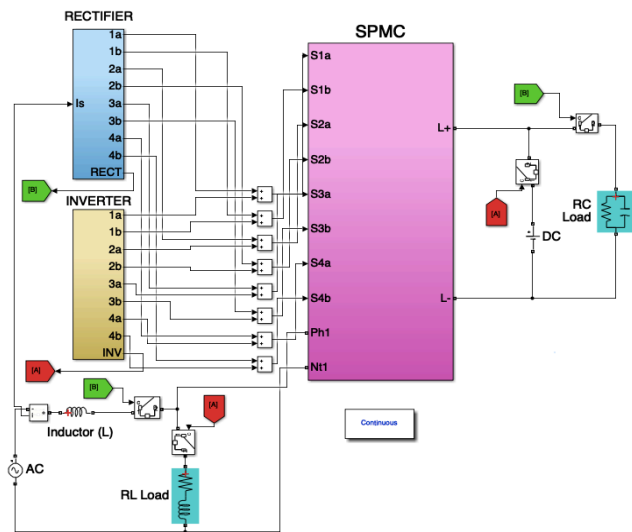 RECTIFIER
1a
1b
2a
2b
Is
3a
3b
4a
4b
RECT
[B]
INVERTER
1a
1b
2a
2b
3a
3b
4a
4b
INV
[A]
[B]
[A]
Inductor (L)
AC
RL Load
SPMC
S1a
S1b
S2a
S2b
S3a
S3b
S4a
S4b
Ph1
Nt1
L+
L-
[B]
[A]
DC
RC
Load
Continuous